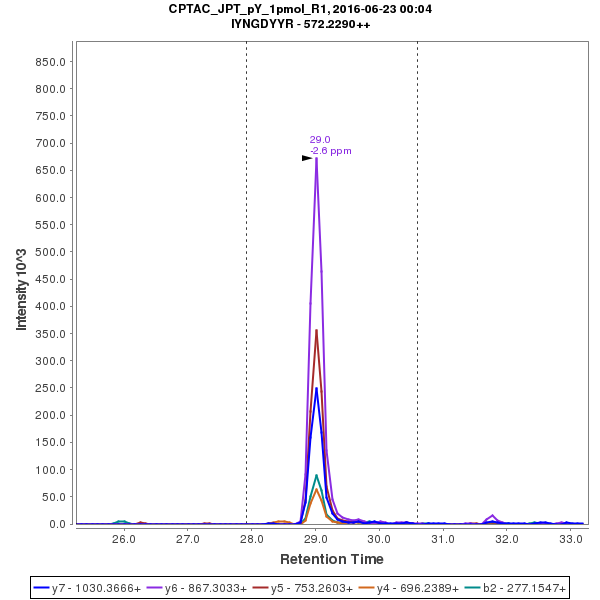 CPTAC_JPT_pY_1pmol_R1, 2016-06-23 00:04
IYNGDYYR - 572.2290++
29.0
-2.6 ppm
Intensity 10^3
850.0
800.0
750.0
700.0
650.0
600.0
550.0
500.0
450.0
400.0
350.0
300.0
250.0
200.0
150.0
100.0
50.0
0.0
26.0 27.0 28.0 29.0 30.0 31.0 32.0 33.0
Retention Time
y7 - 1030.3666+ y6 - 867.3033+ y5 - 753.2603+ y4 - 696.2389+ b2 - 277.1547+